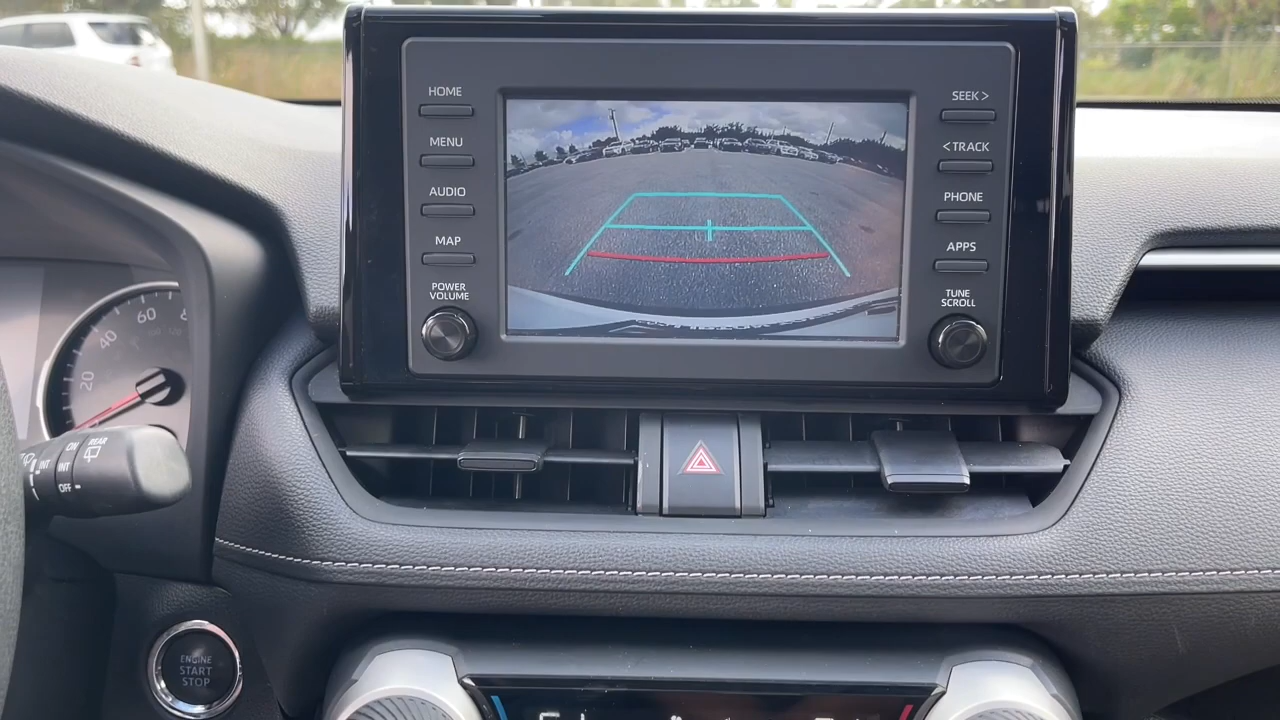 HOME
MENU
AUDIO
MAP
POWER
VOLUME
SEEK >
< TRACK
PHONE
APPS
TUNE
SCROLL
20
40
60
ON
INT
INT
OFF
REAR
ENGINE
START
STOP